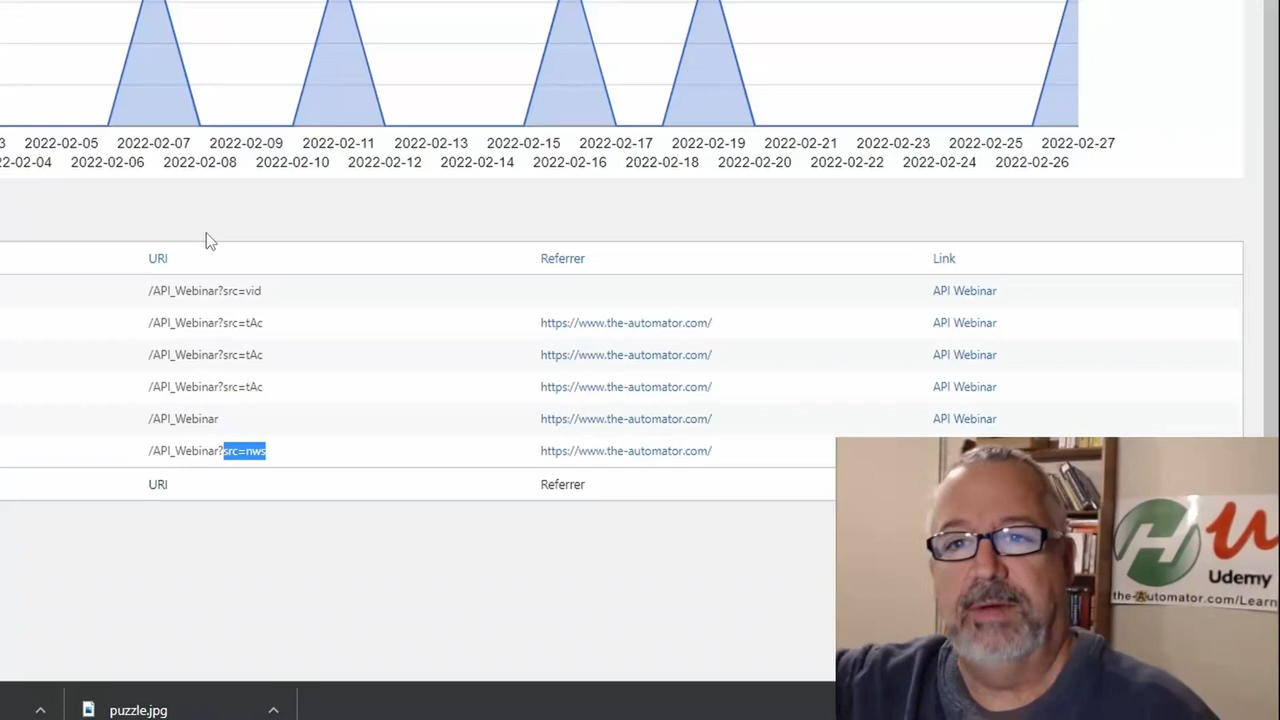 3 2022-02-05 2022-02-07 2022-02-09 2022-02-11 2022-02-13 2022-02-15 2022-02-17 2022-02-19 2022-02-21 2022-02-23 2022-02-25 2022-02-27
22-02-04 2022-02-06 2022-02-08 2022-02-10 2022-02-12 2022-02-14 2022-02-16 2022-02-18 2022-02-20 2022-02-22 2022-02-24 2022-02-26
URI Referrer Link
/API_Webinar?src=vid API Webinar
/API_Webinar?src=tAc https://www.the-automator.com/ API Webinar
/API_Webinar?src=tAc https://www.the-automator.com/ API Webinar
/API_Webinar?src=tAc https://www.the-automator.com/ API Webinar
/API_Webinar https://www.the-automator.com/ API Webinar
/API_Webinar?src=nws https://www.the-automator.com/
URI Referrer
H u
Udemy
the-Automator.com/Learn
puzzle.jpg